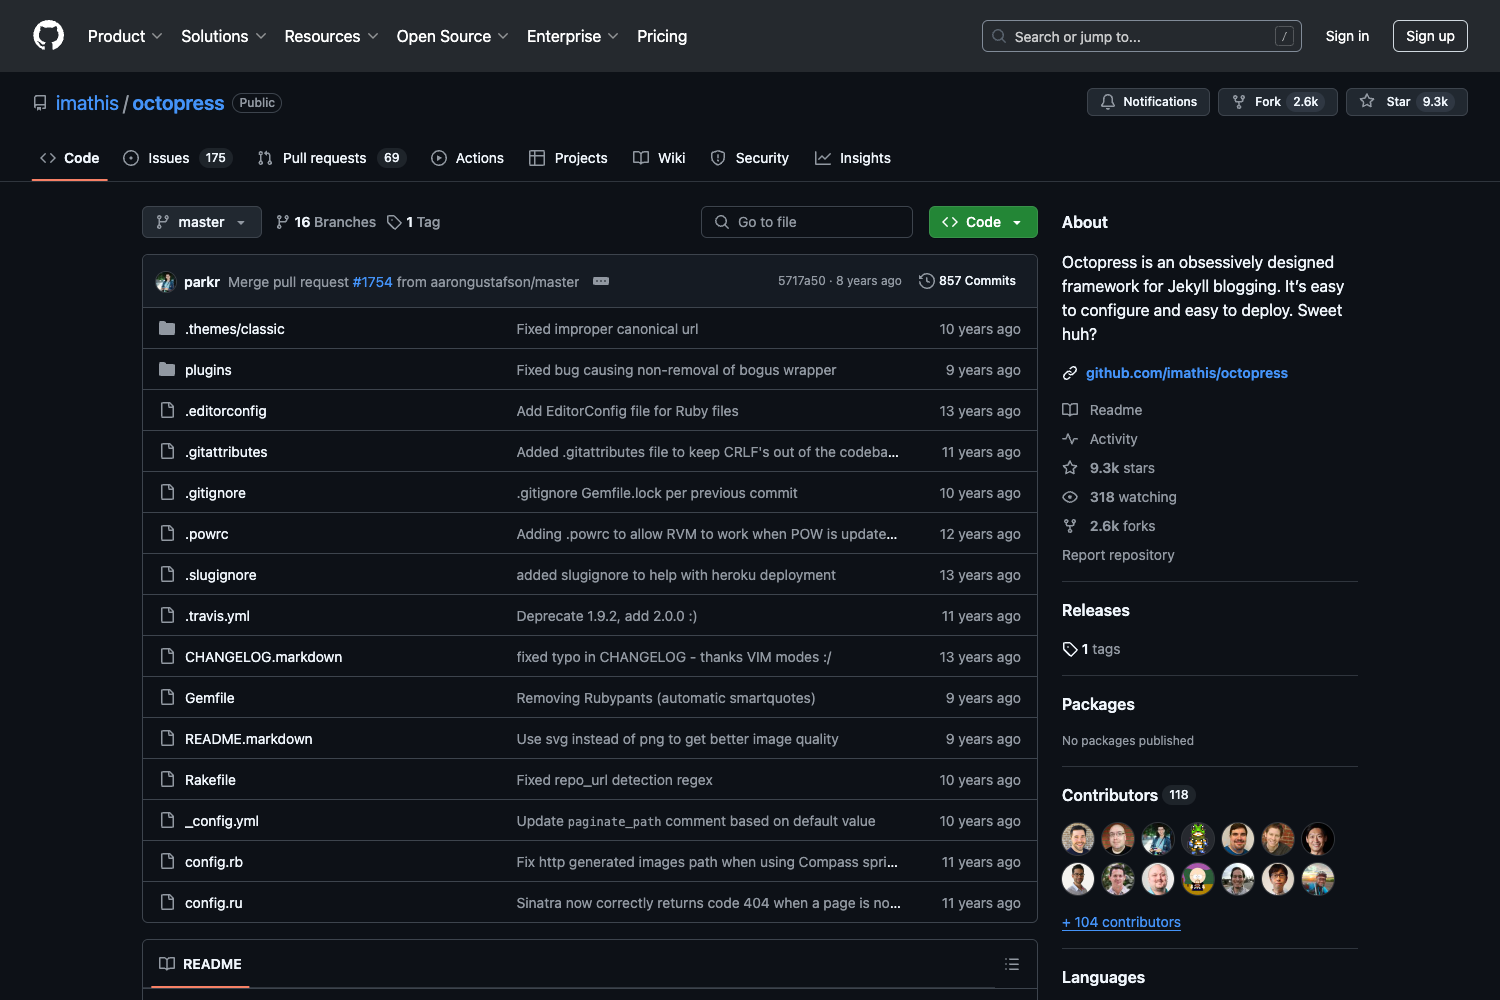 Product Solutions Resources Open Source Enterprise Pricing Search or jump to... / Sign in Sign up
imathis / octopress Public Notifications Fork 2.6k Star 9.3k
Code Issues 175 Pull requests 69 Actions Projects Wiki Security Insights
master 16 Branches 1 Tag Go to file Code
parkr Merge pull request #1754 from aarongustafson/master 5717a50 · 8 years ago 857 Commits
.themes/classic Fixed improper canonical url 10 years ago
plugins Fixed bug causing non-removal of bogus wrapper 9 years ago
.editorconfig Add EditorConfig file for Ruby files 13 years ago
.gitattributes Added .gitattributes file to keep CRLF's out of the codeba... 11 years ago
.gitignore .gitignore Gemfile.lock per previous commit 10 years ago
.powrc Adding .powrc to allow RVM to work when POW is update... 12 years ago
.slugignore added slugignore to help with heroku deployment 13 years ago
.travis.yml Deprecate 1.9.2, add 2.0.0 :) 11 years ago
CHANGELOG.markdown fixed typo in CHANGELOG - thanks VIM modes :/ 13 years ago
Gemfile Removing Rubypants (automatic smartquotes) 9 years ago
README.markdown Use svg instead of png to get better image quality 9 years ago
Rakefile Fixed repo_url detection regex 10 years ago
_config.yml Update paginate_path comment based on default value 10 years ago
config.rb Fix http generated images path when using Compass spri... 11 years ago
config.ru Sinatra now correctly returns code 404 when a page is no... 11 years ago
README
About
Octopress is an obsessively designed
framework for Jekyll blogging. It’s easy
to configure and easy to deploy. Sweet
huh?
github.com/imathis/octopress
Readme
Activity
9.3k stars
318 watching
2.6k forks
Report repository
Releases
1 tags
Packages
No packages published
Contributors 118
+ 104 contributors
Languages